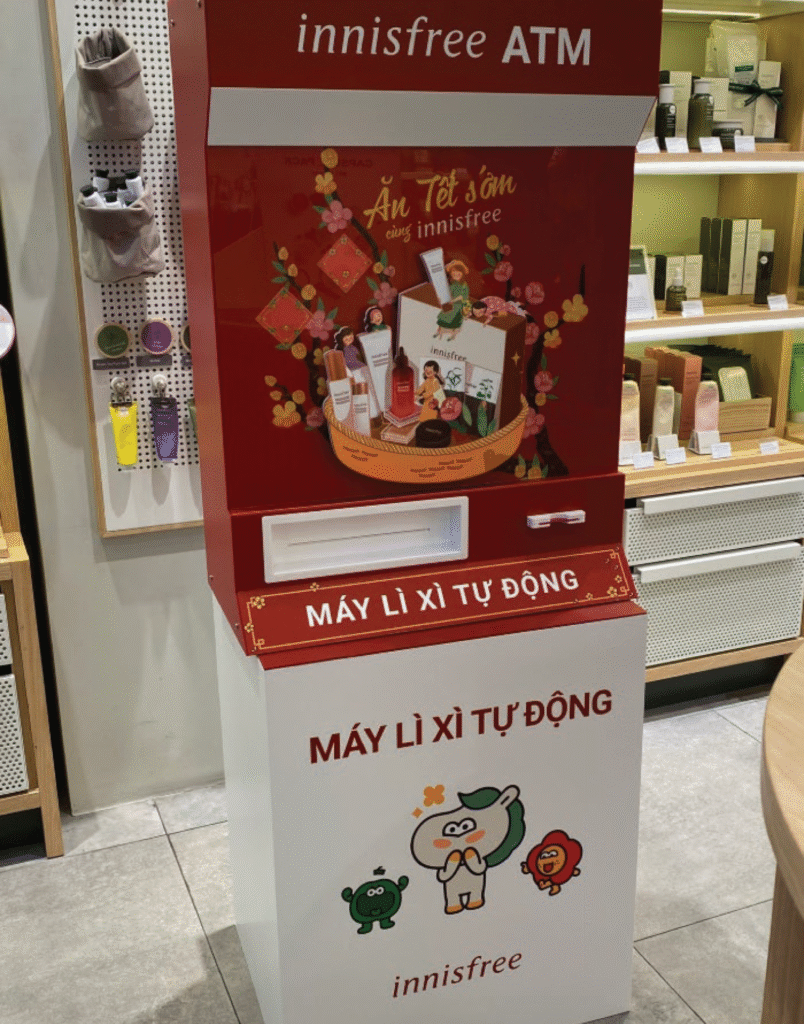 innisfree ATM
Ăn Tết sớm
cùng innisfree
innisfree
MÁY LÌ XÌ TỰ ĐỘNG
MÁY LÌ XÌ TỰ ĐỘNG
innisfree